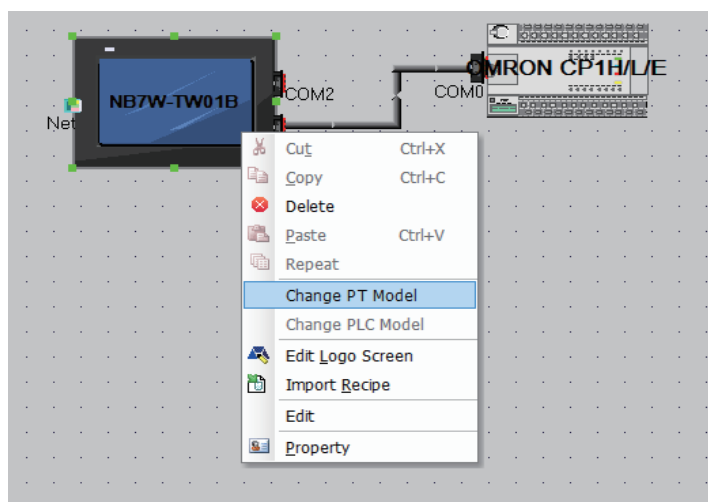 OMRON CP1H/L/E
NB7W-TW01B
COM2
COM0
Net
Cut Ctrl+X
Copy Ctrl+C
Delete
Paste Ctrl+V
Repeat
Change PT Model
Change PLC Model
Edit Logo Screen
Import Recipe
Edit
Property